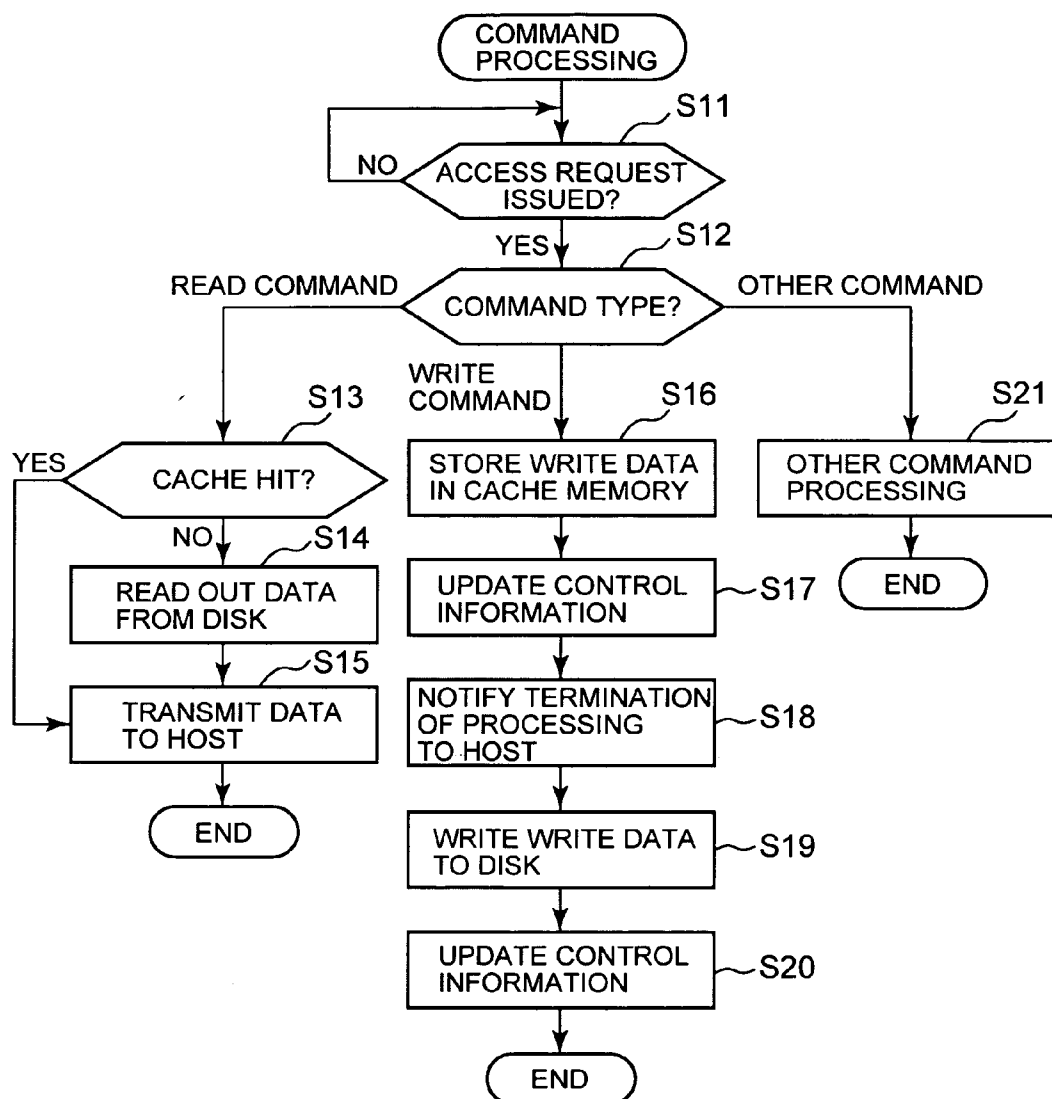 COMMAND
PROCESSING
S11
NO
ACCESS REQUEST
ISSUED?
YES
S12
READ COMMAND
COMMAND TYPE?
OTHER COMMAND
WRITE
COMMAND
S13
S16
S21
YES
CACHE HIT?
STORE WRITE DATA
IN CACHE MEMORY
OTHER COMMAND
PROCESSING
NO
S14
READ OUT DATA
FROM DISK
UPDATE CONTROL
INFORMATION
S17
END
S15
TRANSMIT DATA
TO HOST
NOTIFY TERMINATION
OF PROCESSING
TO HOST
S18
END
WRITE WRITE DATA
TO DISK
S19
UPDATE CONTROL
INFORMATION
S20
END